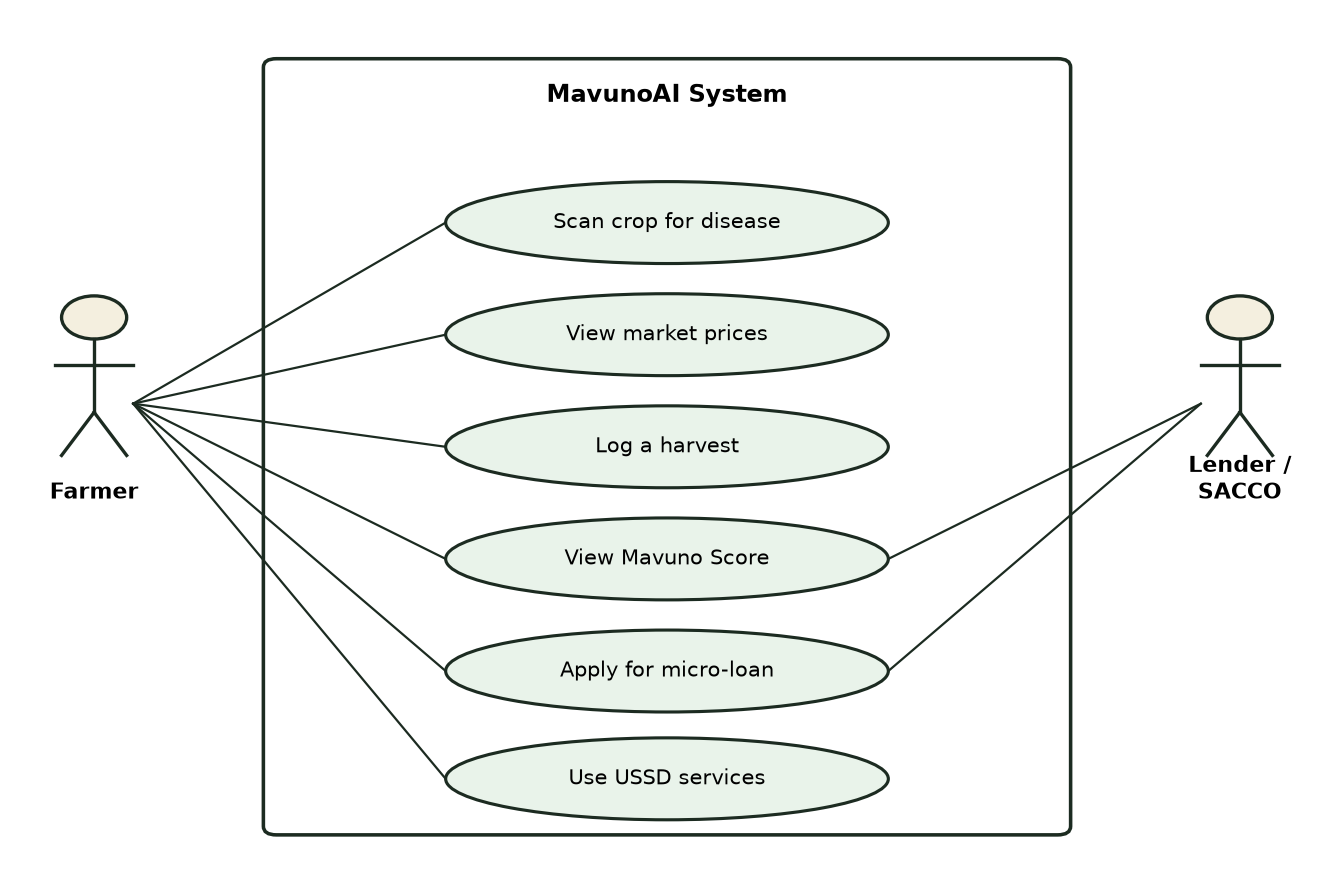 MavunoAI System
Scan crop for disease
View market prices
Log a harvest
View Mavuno Score
Apply for micro-loan
Use USSD services
Farmer
Lender /
SACCO